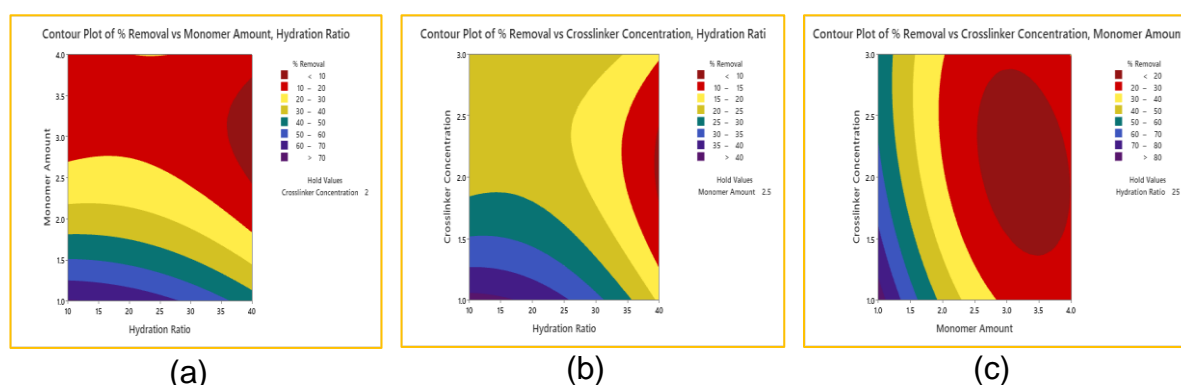 Contour Plot of % Removal vs Monomer Amount, Hydration Ratio
4.0
3.5
3.0
2.5
2.0
1.5
1.0
Monomer Amount
10 15 20 25 30 35 40
Hydration Ratio
% Removal
< 10
10 – 20
20 – 30
30 – 40
40 – 50
50 – 60
60 – 70
> 70
Hold Values
Crosslinker Concentration 2
(a)
Contour Plot of % Removal vs Crosslinker Concentration, Hydration Rati
3.0
2.5
2.0
1.5
1.0
Crosslinker Concentration
10 15 20 25 30 35 40
Hydration Ratio
% Removal
< 10
10 – 15
15 – 20
20 – 25
25 – 30
30 – 35
35 – 40
> 40
Hold Values
Monomer Amount 2.5
(b)
Contour Plot of % Removal vs Crosslinker Concentration, Monomer Amoun
3.0
2.5
2.0
1.5
1.0
Crosslinker Concentration
1.0 1.5 2.0 2.5 3.0 3.5 4.0
Monomer Amount
% Removal
< 20
20 – 30
30 – 40
40 – 50
50 – 60
60 – 70
70 – 80
> 80
Hold Values
Hydration Ratio 25
(c)